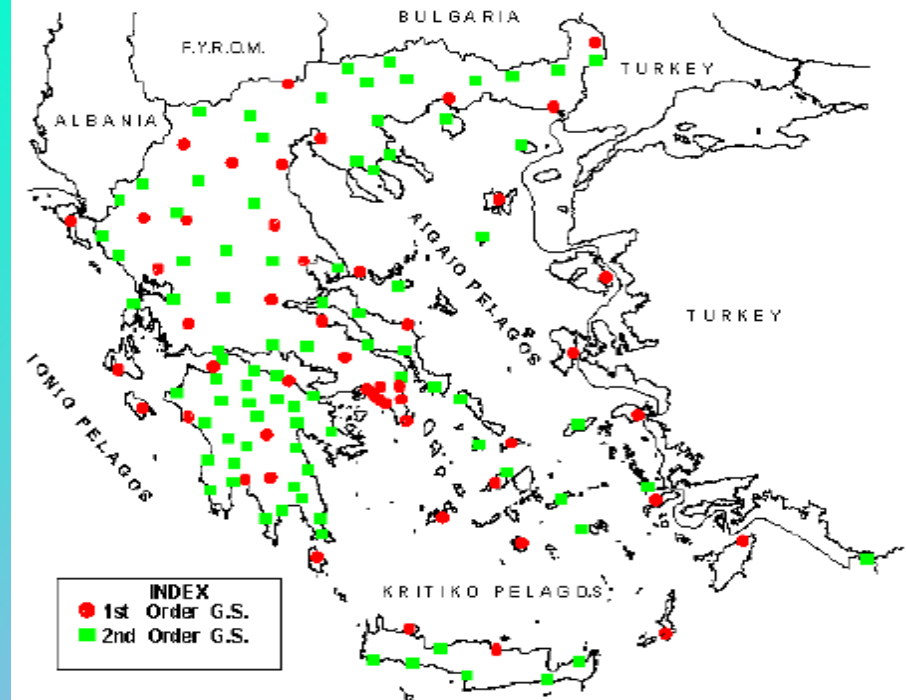 BULGARIA
F.Y.R.O.M.
TURKEY
ALBANIA
AIGAIO PELAGOS
TURKEY
IONIO PELAGOS
KRITIKO PELAGOS
INDEX
1st Order G.S.
2nd Order G.S.